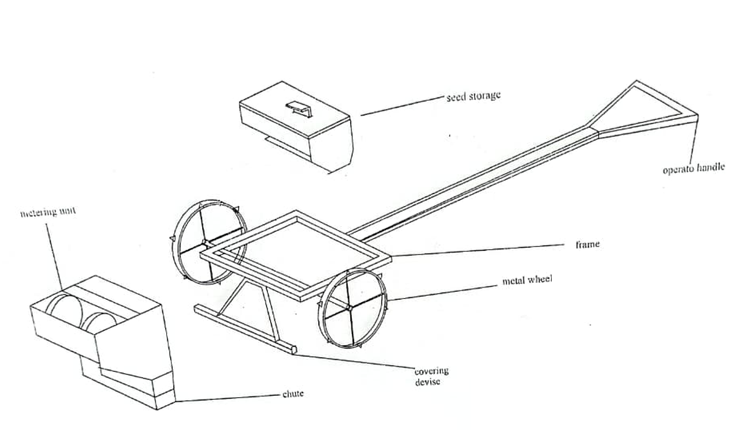 seed storage
operato handle
metering unit
frame
metal wheel
covering
devise
chute